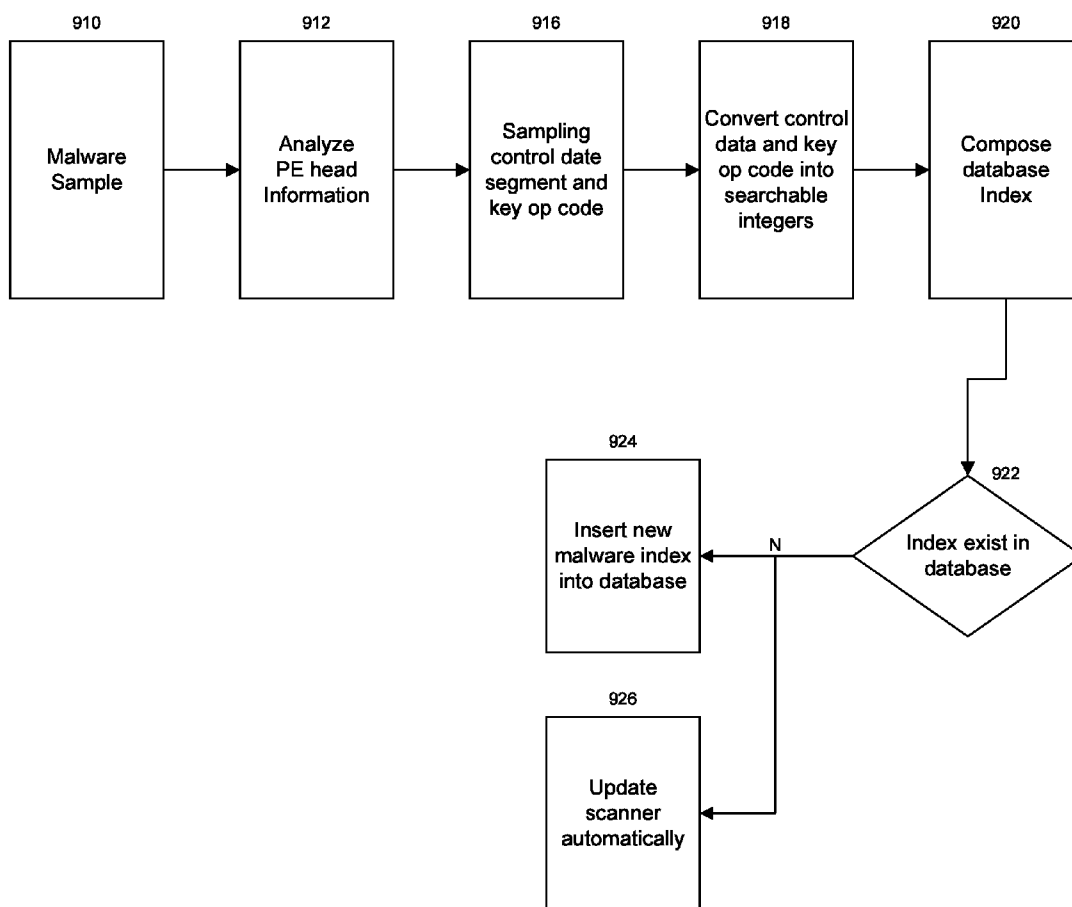 910
Malware
Sample
912
Analyze
PE head
Information
916
Sampling
control date
segment and
key op code
918
Convert control
data and key
op code into
searchable
integers
920
Compose
database
Index
922
Index exist in
database
N
924
Insert new
malware index
into database
926
Update
scanner
automatically